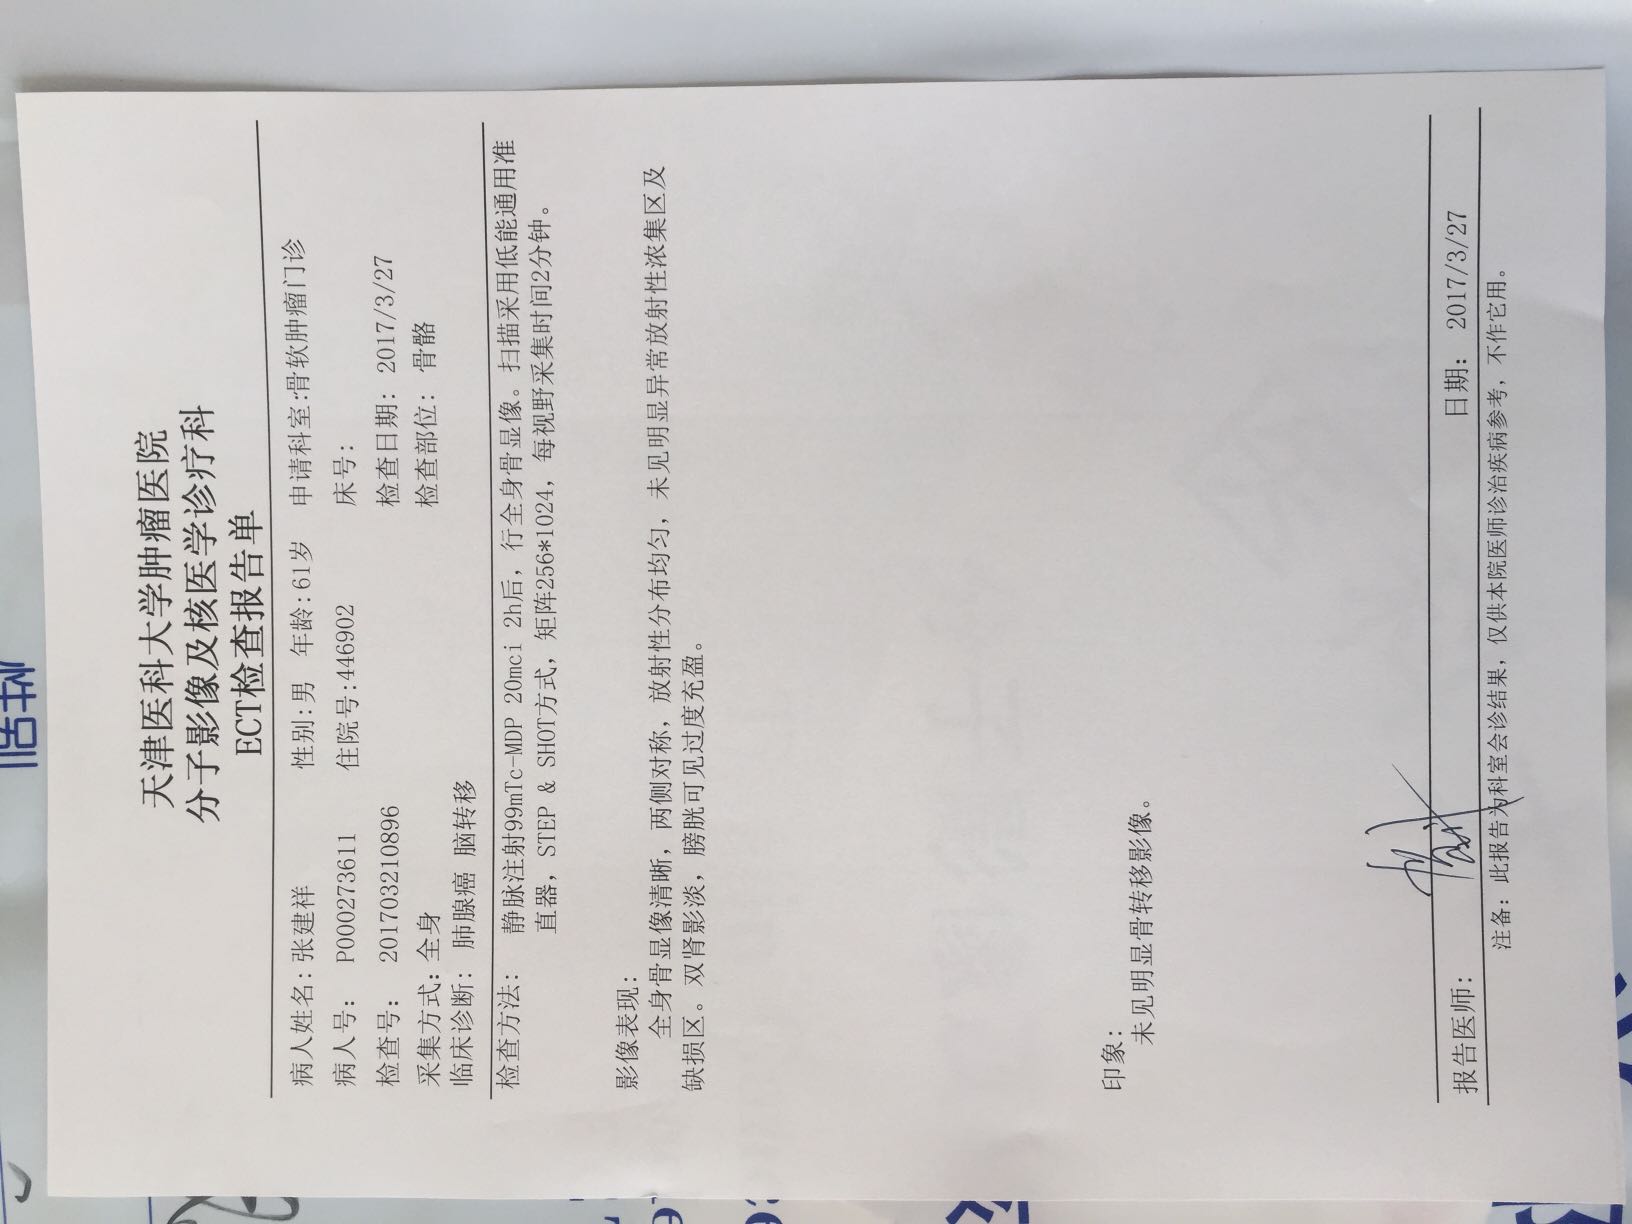 天津医科大学肿瘤医院
分子影像及核医学诊疗科
ECT检查报告单
病人姓名: 张建祥 性别:男 年龄:61岁 申请科室:骨软肿瘤门诊
病人号: P000273611 住院号:446902 床号:
检查号: 201703210896 检查日期: 2017/3/27
采集方式: 全身 检查部位: 骨骼
临床诊断: 肺腺癌 脑转移
检查方法: 静脉注射99mTc-MDP 20mci 2h后，行全身骨显像。扫描采用低能通用准
直器，STEP & SHOT方式，矩阵256*1024，每视野采集时间2分钟。
影像表现:
全身骨显像清晰，两侧对称，放射性分布均匀，未见明显异常放射性浓集区及
缺损区。双肾影淡，膀胱可见过度充盈。
印象:
未见明显骨转移影像。
报告医师: 日期: 2017/3/27
注备: 此报告为科室会诊结果，仅供本院医师诊治疾病参考，不作它用。